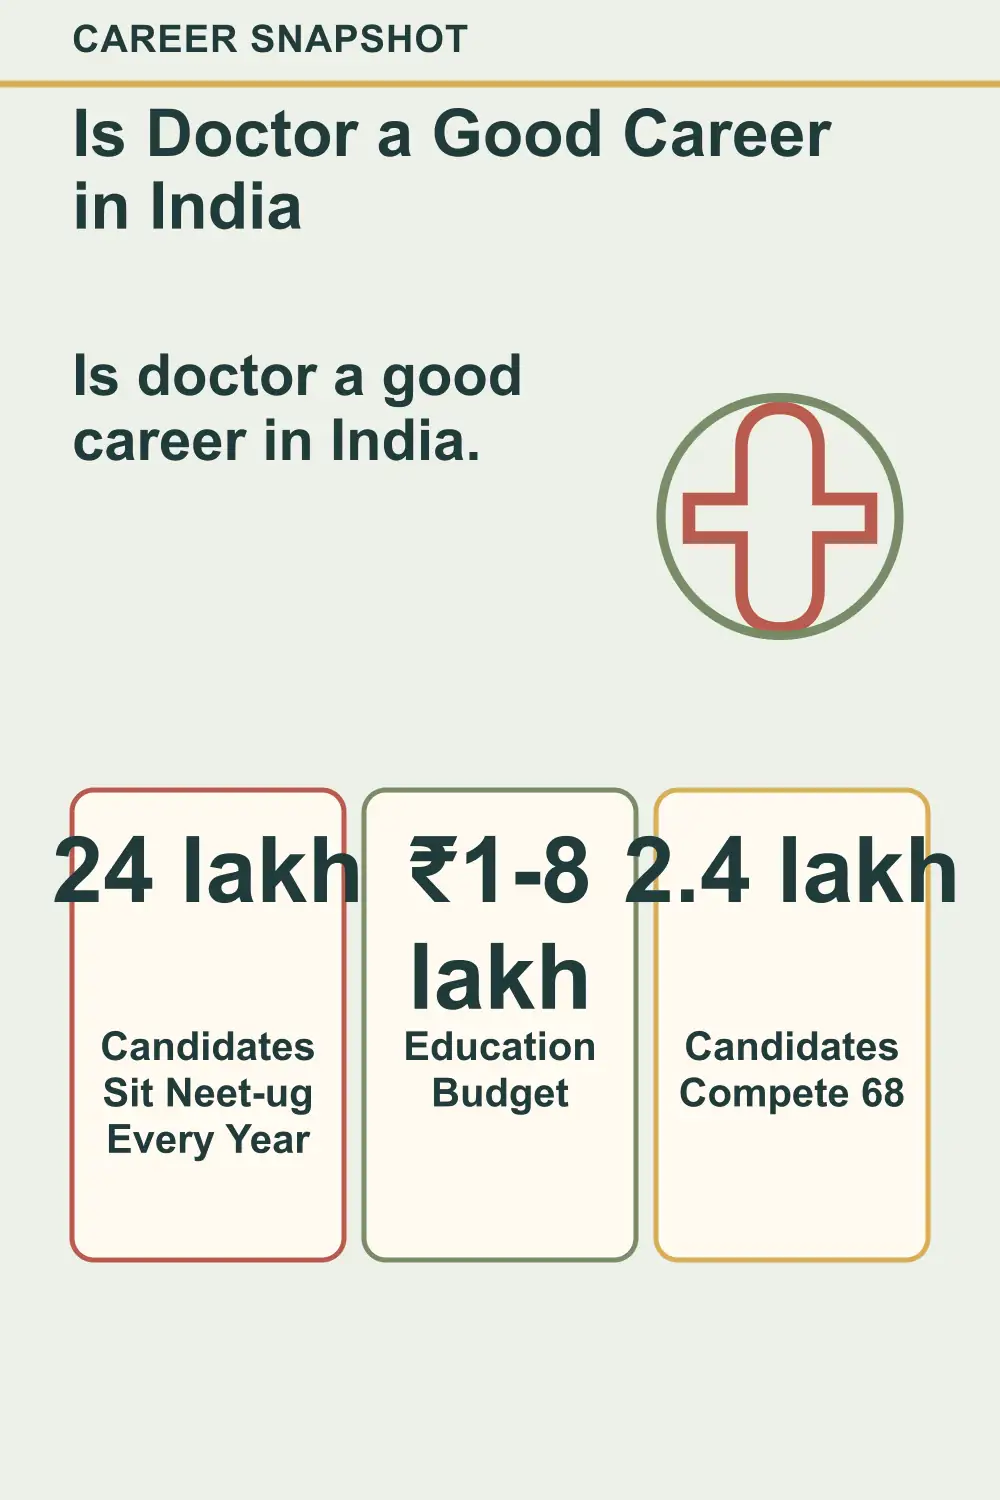 CAREER SNAPSHOT
Is Doctor a Good Career
in India
Is doctor a good
career in India.
24 lakh
Candidates
Sit Neet-ug
Every Year
₹1-8
lakh
Education
Budget
2.4 lakh
Candidates
Compete 68